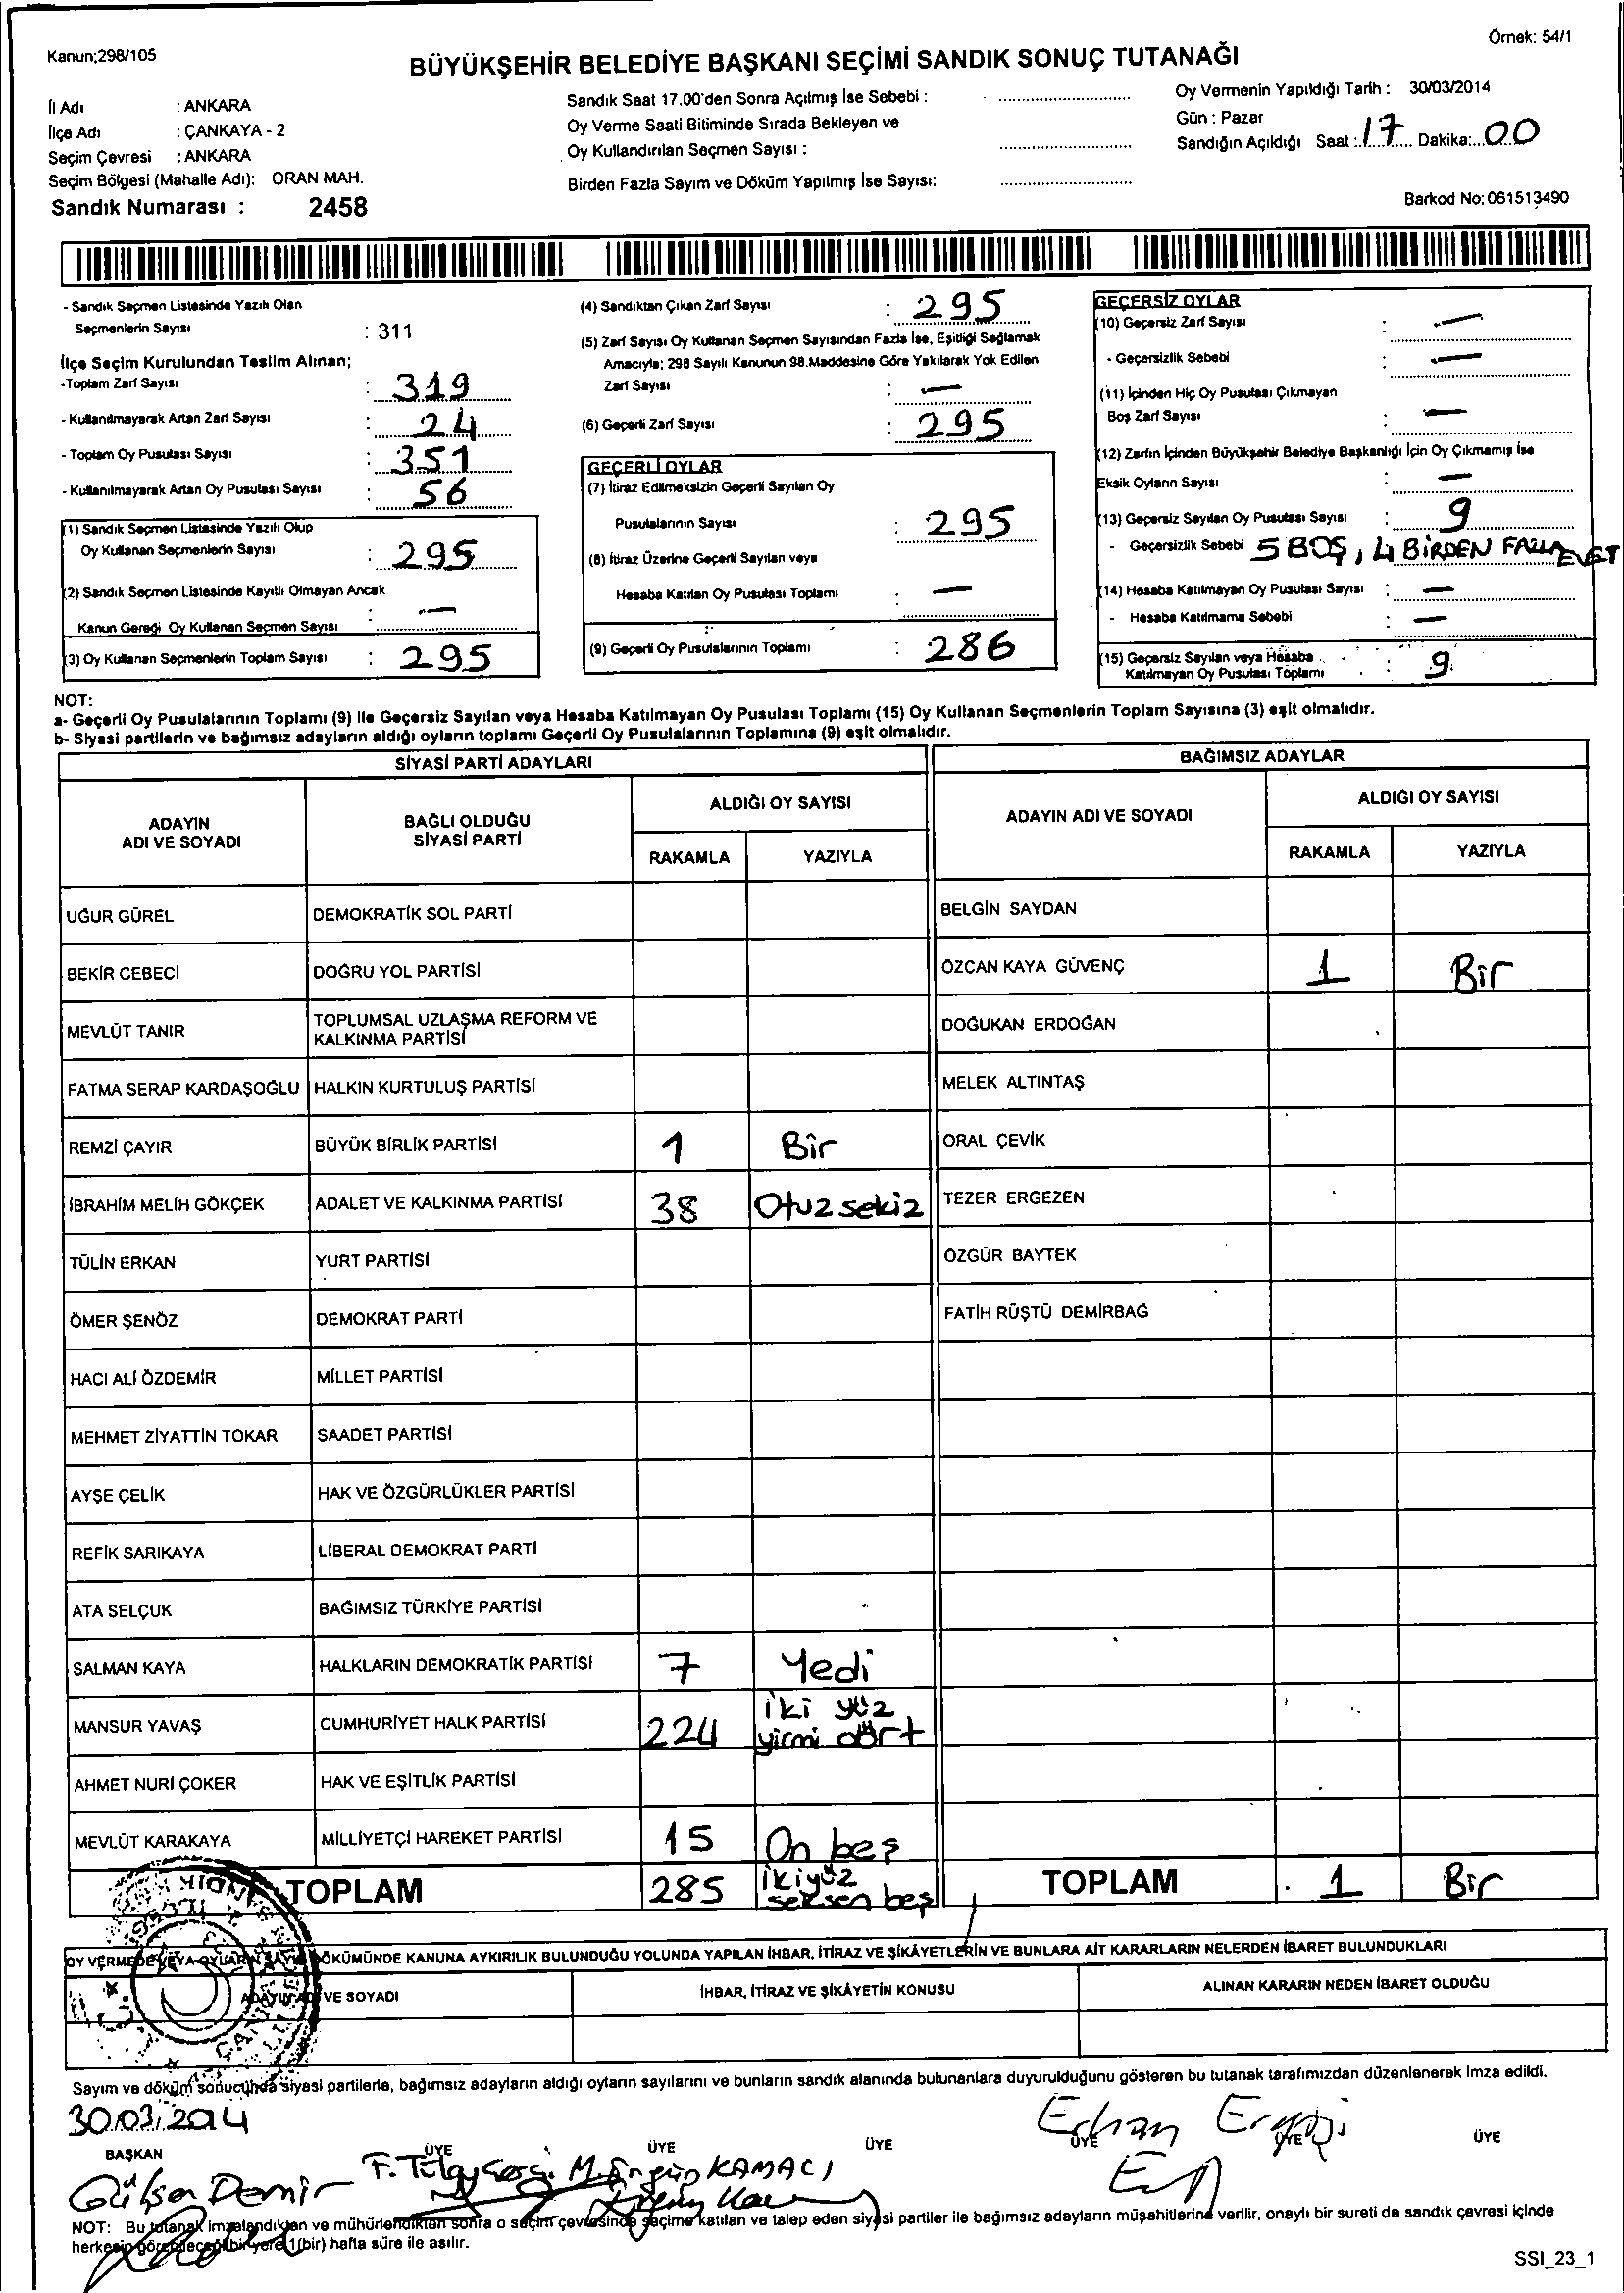 Kanun;298/105
Örnek: 54/1
BÜYÜKŞEHİR BELEDİYE BAŞKANI SEÇİMİ SANDIK SONUÇ TUTANAĞI
İl Adı : ANKARA
İlçe Adı : ÇANKAYA - 2
Seçim Çevresi : ANKARA
Seçim Bölgesi (Mahalle Adı): ORAN MAH.
Sandık Numarası : 2458
Sandık Saat 17.00'den Sonra Açılmış İse Sebebi :
Oy Verme Saati Bitiminde Sırada Bekleyen ve
Oy Kullandırılan Seçmen Sayısı :
Birden Fazla Sayım ve Döküm Yapılmış İse Sayısı:
Oy Vermenin Yapıldığı Tarih : 30/03/2014
Gün : Pazar
Sandığın Açıldığı Saat : 17 Dakika: 00
Barkod No: 061513490
- Sandık Seçmen Listesinde Yazılı Olan
Seçmenlerin Sayısı : 311
İlçe Seçim Kurulundan Teslim Alınan;
-Toplam Zarf Sayısı : 319
- Kullanılmayarak Artan Zarf Sayısı : 24
- Toplam Oy Pusulası Sayısı : 351
- Kullanılmayarak Artan Oy Pusulası Sayısı : 56
(1) Sandık Seçmen Listesinde Yazılı Olup
Oy Kullanan Seçmenlerin Sayısı : 295
(2) Sandık Seçmen Listesinde Kayıtlı Olmayan Ancak
Kanun Gereği Oy Kullanan Seçmen Sayısı : —
(3) Oy Kullanan Seçmenlerin Toplam Sayısı : 295
(4) Sandıktan Çıkan Zarf Sayısı : 295
(5) Zarf Sayısı Oy Kullanan Seçmen Sayısından Fazla İse, Eşitliği Sağlamak
Amacıyla; 298 Sayılı Kanunun 98.Maddesine Göre Yakılarak Yok Edilen
Zarf Sayısı : —
(6) Geçerli Zarf Sayısı : 295
GEÇERLİ OYLAR
(7) İtiraz Edilmeksizin Geçerli Sayılan Oy
Pusulalarının Sayısı : 295
(8) İtiraz Üzerine Geçerli Sayılan veya
Hesaba Katılan Oy Pusulası Toplamı : —
(9) Geçerli Oy Pusulalarının Toplamı : 286
GEÇERSİZ OYLAR
(10) Geçersiz Zarf Sayısı : —
- Geçersizlik Sebebi : —
(11) İçinden Hiç Oy Pusulası Çıkmayan
Boş Zarf Sayısı : —
(12) Zarfın İçinden Büyükşehir Belediye Başkanlığı İçin Oy Çıkmamış İse
Eksik Oyların Sayısı : —
(13) Geçersiz Sayılan Oy Pusulası Sayısı : 9
- Geçersizlik Sebebi 5 BOŞ, 4 BİRDEN FAZLA EVET
(14) Hesaba Katılmayan Oy Pusulası Sayısı : —
- Hesaba Katılmama Sebebi : —
(15) Geçersiz Sayılan veya Hesaba
Katılmayan Oy Pusulası Toplamı : 9
NOT:
a- Geçerli Oy Pusulalarının Toplamı (9) İle Geçersiz Sayılan veya Hesaba Katılmayan Oy Pusulası Toplamı (15) Oy Kullanan Seçmenlerin Toplam Sayısına (3) eşit olmalıdır.
b- Siyasi partilerin ve bağımsız adayların aldığı oyların toplamı Geçerli Oy Pusulalarının Toplamına (9) eşit olmalıdır.
SİYASİ PARTİ ADAYLARI
ADAYIN ADI VE SOYADI
BAĞLI OLDUĞU SİYASİ PARTİ
ALDIĞI OY SAYISI
RAKAMLA YAZIYLA
UĞUR GÜREL DEMOKRATİK SOL PARTİ
BEKİR CEBECİ DOĞRU YOL PARTİSİ
MEVLÜT TANIR TOPLUMSAL UZLAŞMA REFORM VE KALKINMA PARTİSİ
FATMA SERAP KARDAŞOĞLU HALKIN KURTULUŞ PARTİSİ
REMZİ ÇAYIR BÜYÜK BİRLİK PARTİSİ 1 Bir
İBRAHİM MELİH GÖKÇEK ADALET VE KALKINMA PARTİSİ 38 Otuz sekiz
TÜLİN ERKAN YURT PARTİSİ
ÖMER ŞENÖZ DEMOKRAT PARTİ
HACI ALİ ÖZDEMİR MİLLET PARTİSİ
MEHMET ZİYATTİN TOKAR SAADET PARTİSİ
AYŞE ÇELİK HAK VE ÖZGÜRLÜKLER PARTİSİ
REFİK SARIKAYA LİBERAL DEMOKRAT PARTİ
ATA SELÇUK BAĞIMSIZ TÜRKİYE PARTİSİ
SALMAN KAYA HALKLARIN DEMOKRATİK PARTİSİ 7 Yedi
MANSUR YAVAŞ CUMHURİYET HALK PARTİSİ 224 iki yüz yirmi dört
AHMET NURİ ÇOKER HAK VE EŞİTLİK PARTİSİ
MEVLÜT KARAKAYA MİLLİYETÇİ HAREKET PARTİSİ 15 On beş
TOPLAM 285 ikiyüz seksen beş
BAĞIMSIZ ADAYLAR
ADAYIN ADI VE SOYADI
ALDIĞI OY SAYISI
RAKAMLA YAZIYLA
BELGİN SAYDAN
ÖZCAN KAYA GÜVENÇ 1 Bir
DOĞUKAN ERDOĞAN
MELEK ALTINTAŞ
ORAL ÇEVİK
TEZER ERGEZEN
ÖZGÜR BAYTEK
FATİH RÜŞTÜ DEMİRBAĞ
TOPLAM 1 Bir
OY VERMEDE VEYA OYLARIN SAYIM DÖKÜMÜNDE KANUNA AYKIRILIK BULUNDUĞU YOLUNDA YAPILAN İHBAR, İTİRAZ VE ŞİKÂYETLERİN VE BUNLARA AİT KARARLARIN NELERDEN İBARET BULUNDUKLARI
ADAYIN ADI VE SOYADI
İHBAR, İTİRAZ VE ŞİKÂYETİN KONUSU
ALINAN KARARIN NEDEN İBARET OLDUĞU
Sayım ve döküm sonucunda siyasi partilerle, bağımsız adayların aldığı oyların sayılarını ve bunların sandık alanında bulunanlara duyurulduğunu gösteren bu tutanak tarafımızdan düzenlenerek imza edildi.
30.03.2014
BAŞKAN ÜYE ÜYE ÜYE ÜYE ÜYE ÜYE
Demir
KAMACI
Erhan
NOT: Bu tutanak imzalandıktan ve mühürlendikten sonra o seçim çevresinde seçime katılan ve talep eden siyasi partiler ile bağımsız adayların müşahitlerine verilir, onaylı bir sureti de sandık çevresi içinde
herkesin görebileceği bir yere 1(bir) hafta süre ile asılır.
SSI_23_1